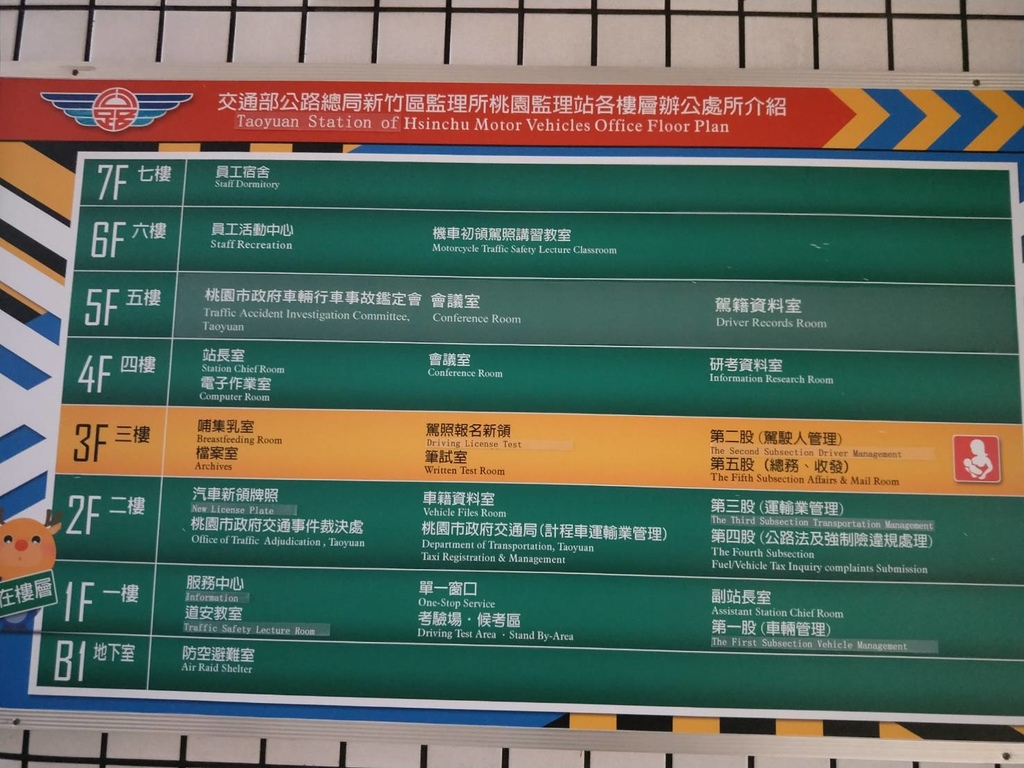 交通部公路總局新竹區監理所桃園監理站各樓層辦公處所介紹
Taoyuan Station of Hsinchu Motor Vehicles Office Floor Plan
7F 七樓
員工宿舍
Staff Dormitory
6F 六樓
員工活動中心
Staff Recreation
機車初領駕照講習教室
Motorcycle Traffic Safety Lecture Classroom
5F 五樓
桃園市政府車輛行車事故鑑定會
Traffic Accident Investigation Committee,
Taoyuan
會議室
Conference Room
駕籍資料室
Driver Records Room
4F 四樓
站長室
Station Chief Room
電子作業室
Computer Room
會議室
Conference Room
研考資料室
Information Research Room
3F 三樓
哺集乳室
Breastfeeding Room
檔案室
Archives
駕照報名新領
Driving License Test
筆試室
Written Test Room
第二股(駕駛人管理)
The Second Subsection Driver Management
第五股(總務、收發)
The Fifth Subsection Affairs & Mail Room
2F 二樓
汽車新領牌照
New License Plate
桃園市政府交通事件裁決處
Office of Traffic Adjudication , Taoyuan
車籍資料室
Vehicle Files Room
桃園市政府交通局(計程車運輸業管理)
Department of Transportation, Taoyuan
Taxi Registration & Management
第三股(運輸業管理)
The Third Subsection Transportation Management
第四股(公路法及強制險違規處理)
The Fourth Subsection
Fuel/Vehicle Tax Inquiry complaints Submission
在樓層
1F 一樓
服務中心
Information
道安教室
Traffic Safety Lecture Room
單一窗口
One-Stop Service
考驗場・候考區
Driving Test Area ・ Stand By-Area
副站長室
Assistant Station Chief Room
第一股(車輛管理)
The First Subsection Vehicle Management
B1 地下室
防空避難室
Air Raid Shelter